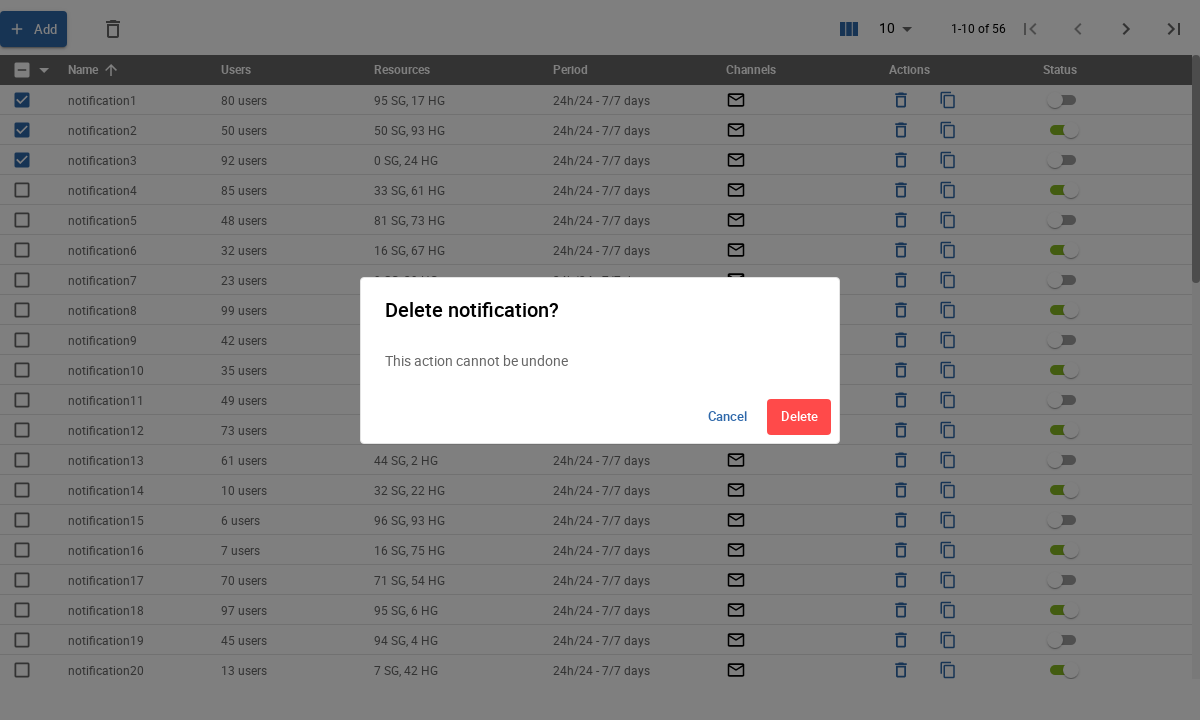 Add
10
1-10 of 56
Name Users Resources Period Channels Actions Status
notification1 80 users 95 SG, 17 HG 24h/24 - 7/7 days
notification2 50 users 50 SG, 93 HG 24h/24 - 7/7 days
notification3 92 users 0 SG, 24 HG 24h/24 - 7/7 days
notification4 85 users 33 SG, 61 HG 24h/24 - 7/7 days
notification5 48 users 81 SG, 73 HG 24h/24 - 7/7 days
notification6 32 users 16 SG, 67 HG 24h/24 - 7/7 days
notification7 23 users
notification8 99 users
notification9 42 users
notification10 35 users
notification11 49 users
notification12 73 users
Delete notification?
This action cannot be undone
Cancel Delete
notification13 61 users 44 SG, 2 HG 24h/24 - 7/7 days
notification14 10 users 32 SG, 22 HG 24h/24 - 7/7 days
notification15 6 users 96 SG, 93 HG 24h/24 - 7/7 days
notification16 7 users 16 SG, 75 HG 24h/24 - 7/7 days
notification17 70 users 71 SG, 54 HG 24h/24 - 7/7 days
notification18 97 users 95 SG, 6 HG 24h/24 - 7/7 days
notification19 45 users 94 SG, 4 HG 24h/24 - 7/7 days
notification20 13 users 7 SG, 42 HG 24h/24 - 7/7 days